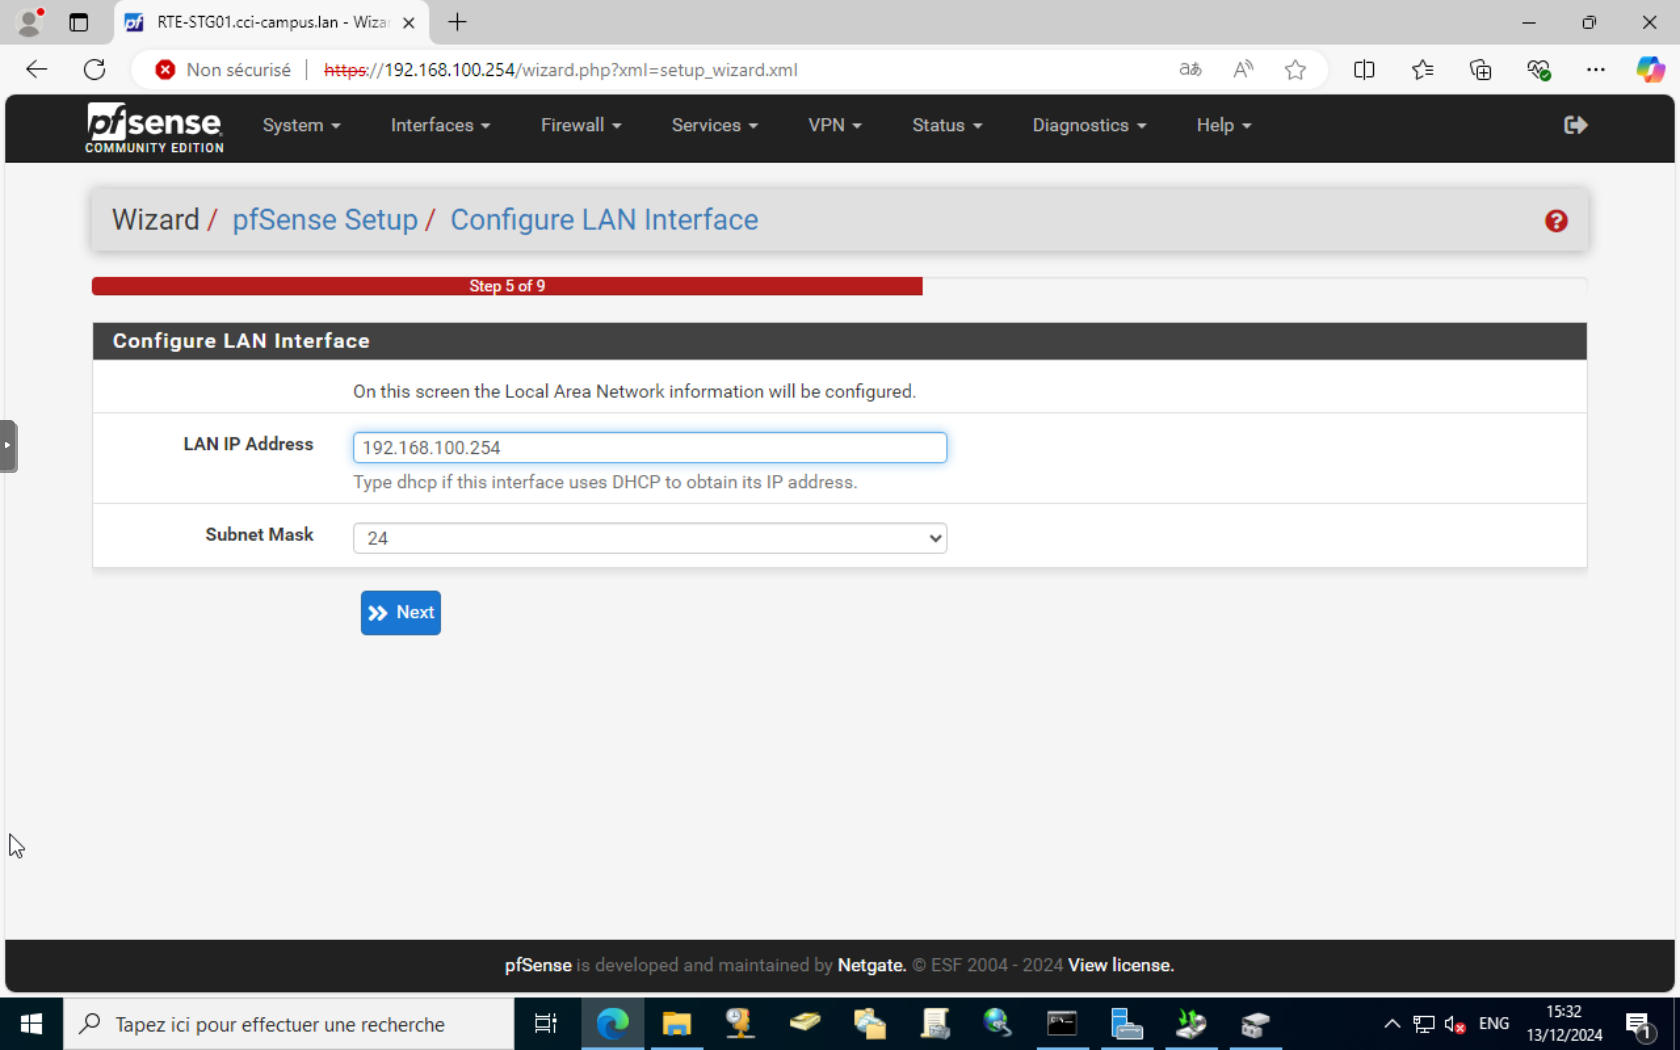 RTE-STG01.cci-campus.lan - Wiza
Non sécurisé
https://192.168.100.254/wizard.php?xml=setup_wizard.xml
pfsense
COMMUNITY EDITION
System
Interfaces
Firewall
Services
VPN
Status
Diagnostics
Help
Wizard / pfSense Setup / Configure LAN Interface
Step 5 of 9
Configure LAN Interface
On this screen the Local Area Network information will be configured.
LAN IP Address
192.168.100.254
Type dhcp if this interface uses DHCP to obtain its IP address.
Subnet Mask
24
Next
pfSense is developed and maintained by Netgate. © ESF 2004 - 2024 View license.
Tapez ici pour effectuer une recherche
ENG
15:32
13/12/2024
1